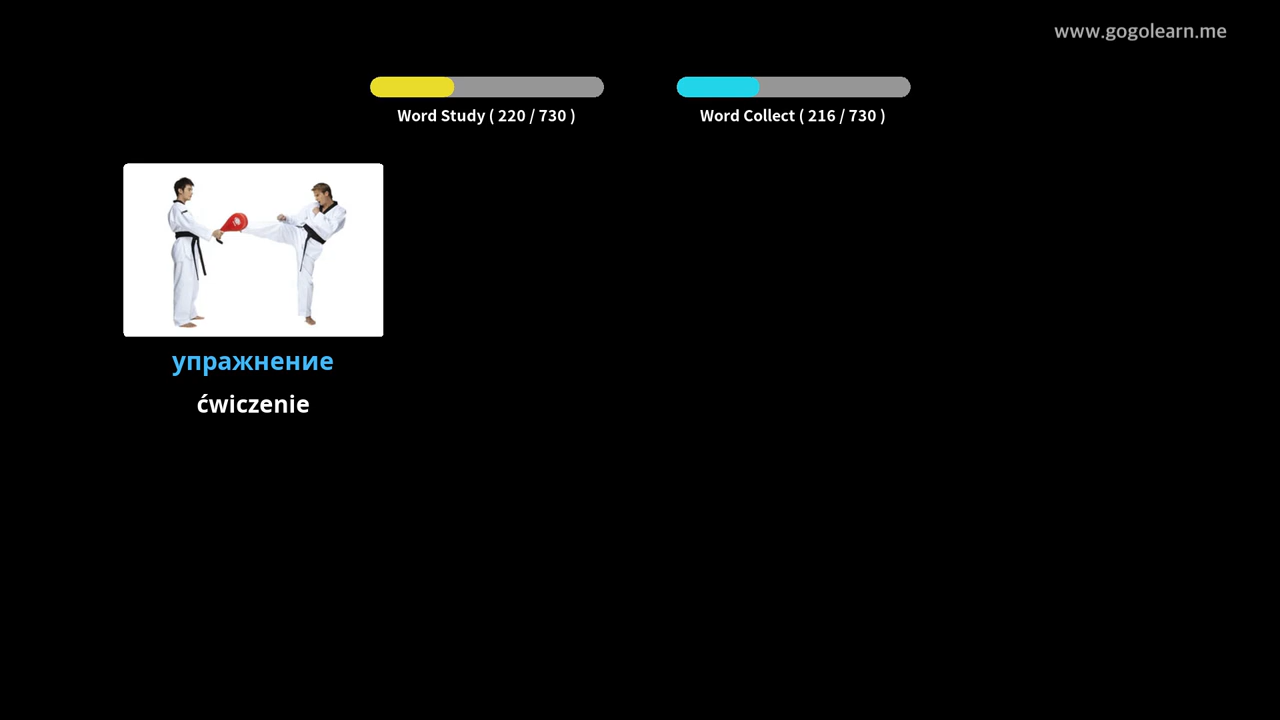 www.gogolearn.me
Word Study ( 220 / 730 )
Word Collect ( 216 / 730 )
упражнение
ćwiczenie